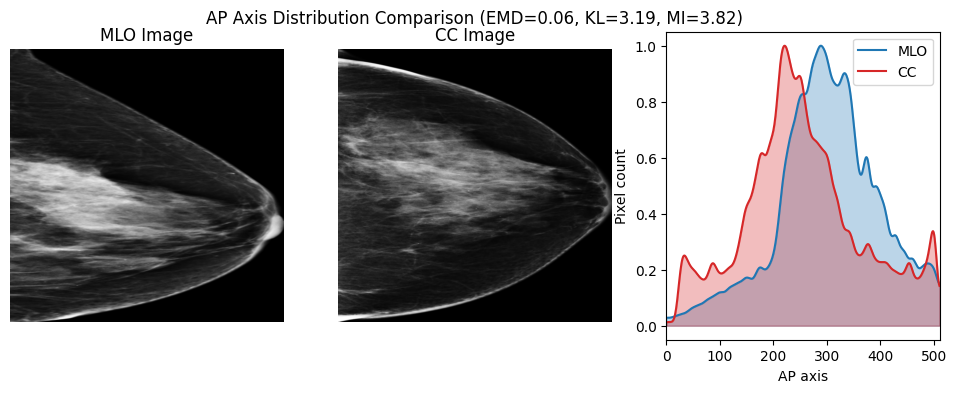 AP Axis Distribution Comparison (EMD=0.06, KL=3.19, MI=3.82)
MLO Image
CC Image
MLO
CC
Pixel count
1.0
0.8
0.6
0.4
0.2
0.0
0 100 200 300 400 500
AP axis